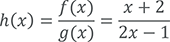 h(x) = f(x)/g(x) = (x + 2)/(2x − 1)